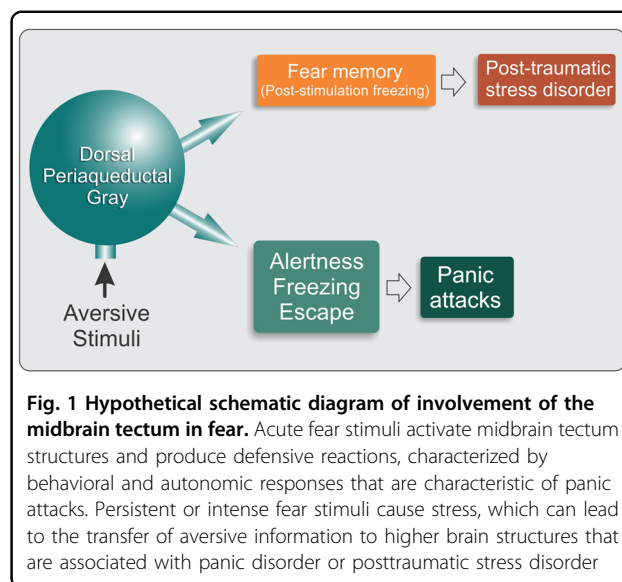 Dorsal
Periaqueductal
Gray
Aversive
Stimuli
Fear memory
(Post-stimulation freezing)
Post-traumatic
stress disorder
Alertness
Freezing
Escape
Panic
attacks
Fig. 1 Hypothetical schematic diagram of involvement of the
midbrain tectum in fear. Acute fear stimuli activate midbrain tectum
structures and produce defensive reactions, characterized by
behavioral and autonomic responses that are characteristic of panic
attacks. Persistent or intense fear stimuli cause stress, which can lead
to the transfer of aversive information to higher brain structures that
are associated with panic disorder or posttraumatic stress disorder